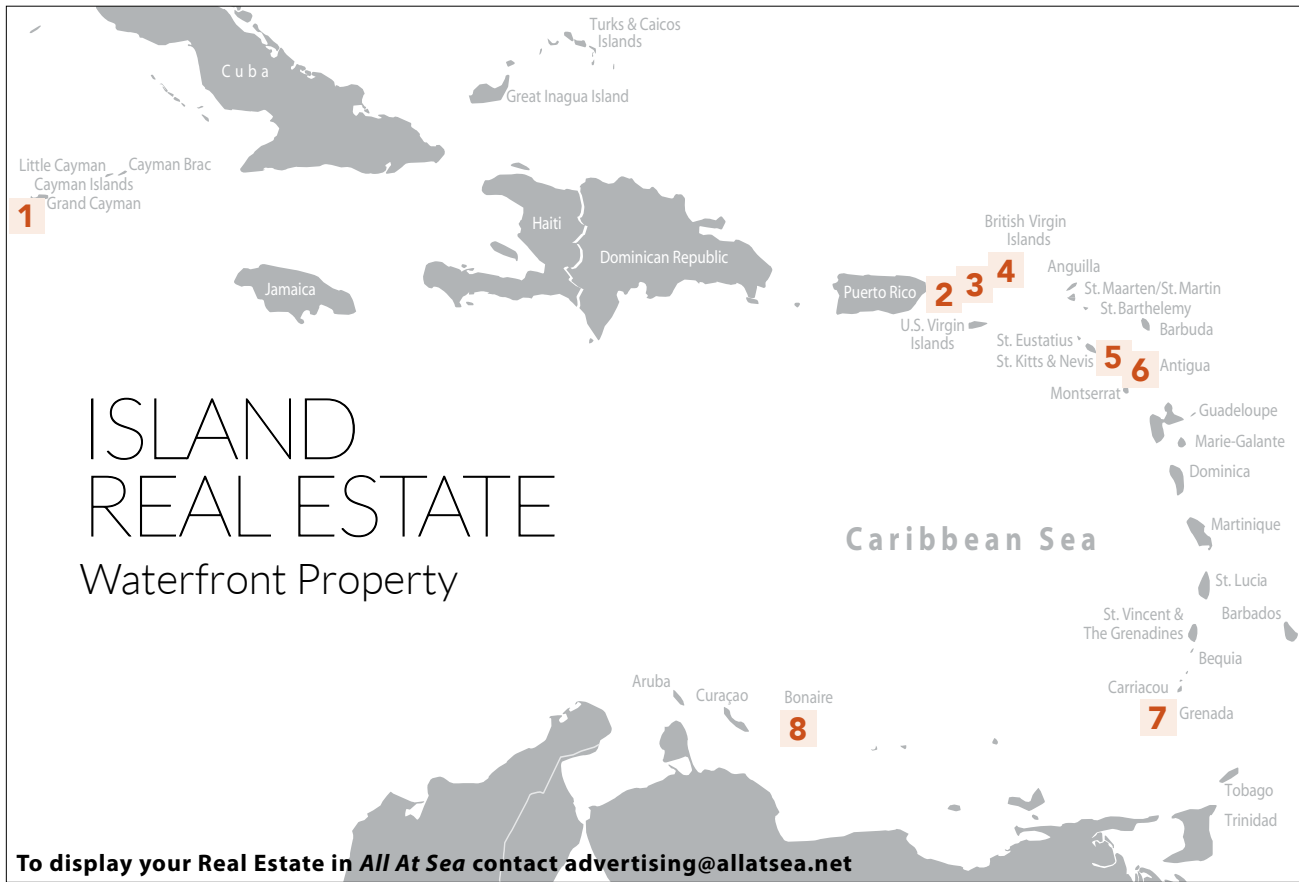 Turks & Caicos
Islands
Cuba
Great Inagua Island
Little Cayman
Cayman Brac
Cayman Islands
Grand Cayman
1
Haiti
Dominican Republic
Jamaica
Puerto Rico
British Virgin
Islands
2
3
4
U.S. Virgin
Islands
Anguilla
St. Maarten/St. Martin
St. Barthelemy
Barbuda
St. Eustatius
St. Kitts & Nevis
5
6
Antigua
Montserrat
Guadeloupe
Marie-Galante
Dominica
ISLAND
REAL ESTATE
Waterfront Property
Caribbean Sea
Martinique
St. Lucia
St. Vincent &
The Grenadines
Barbados
Bequia
Carriacou
7
Grenada
Aruba
Curaçao
Bonaire
8
Tobago
Trinidad
To display your Real Estate in All At Sea contact advertising@allatsea.net